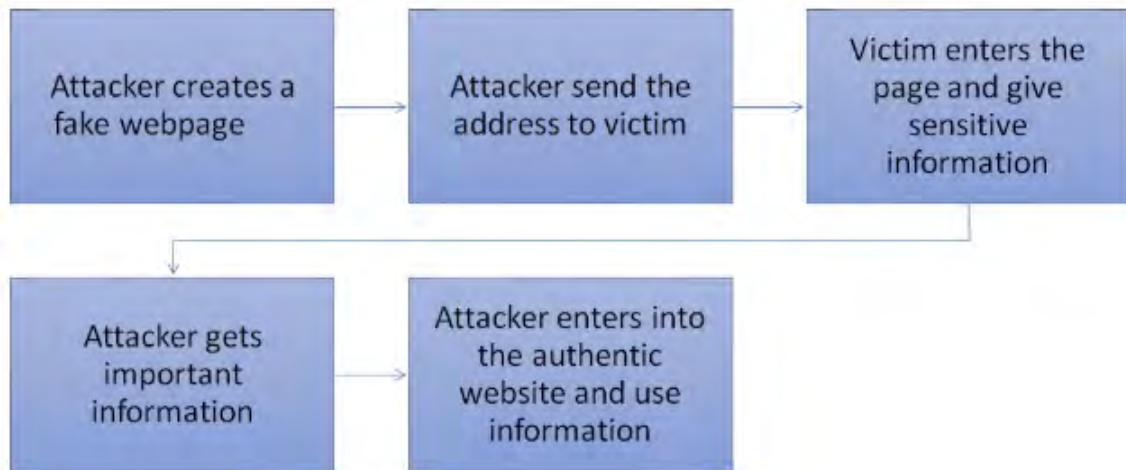 Attacker creates a
fake webpage
Attacker send the
address to victim
Victim enters the
page and give
sensitive
information
Attacker gets
important
information
Attacker enters into
the authentic
website and use
information